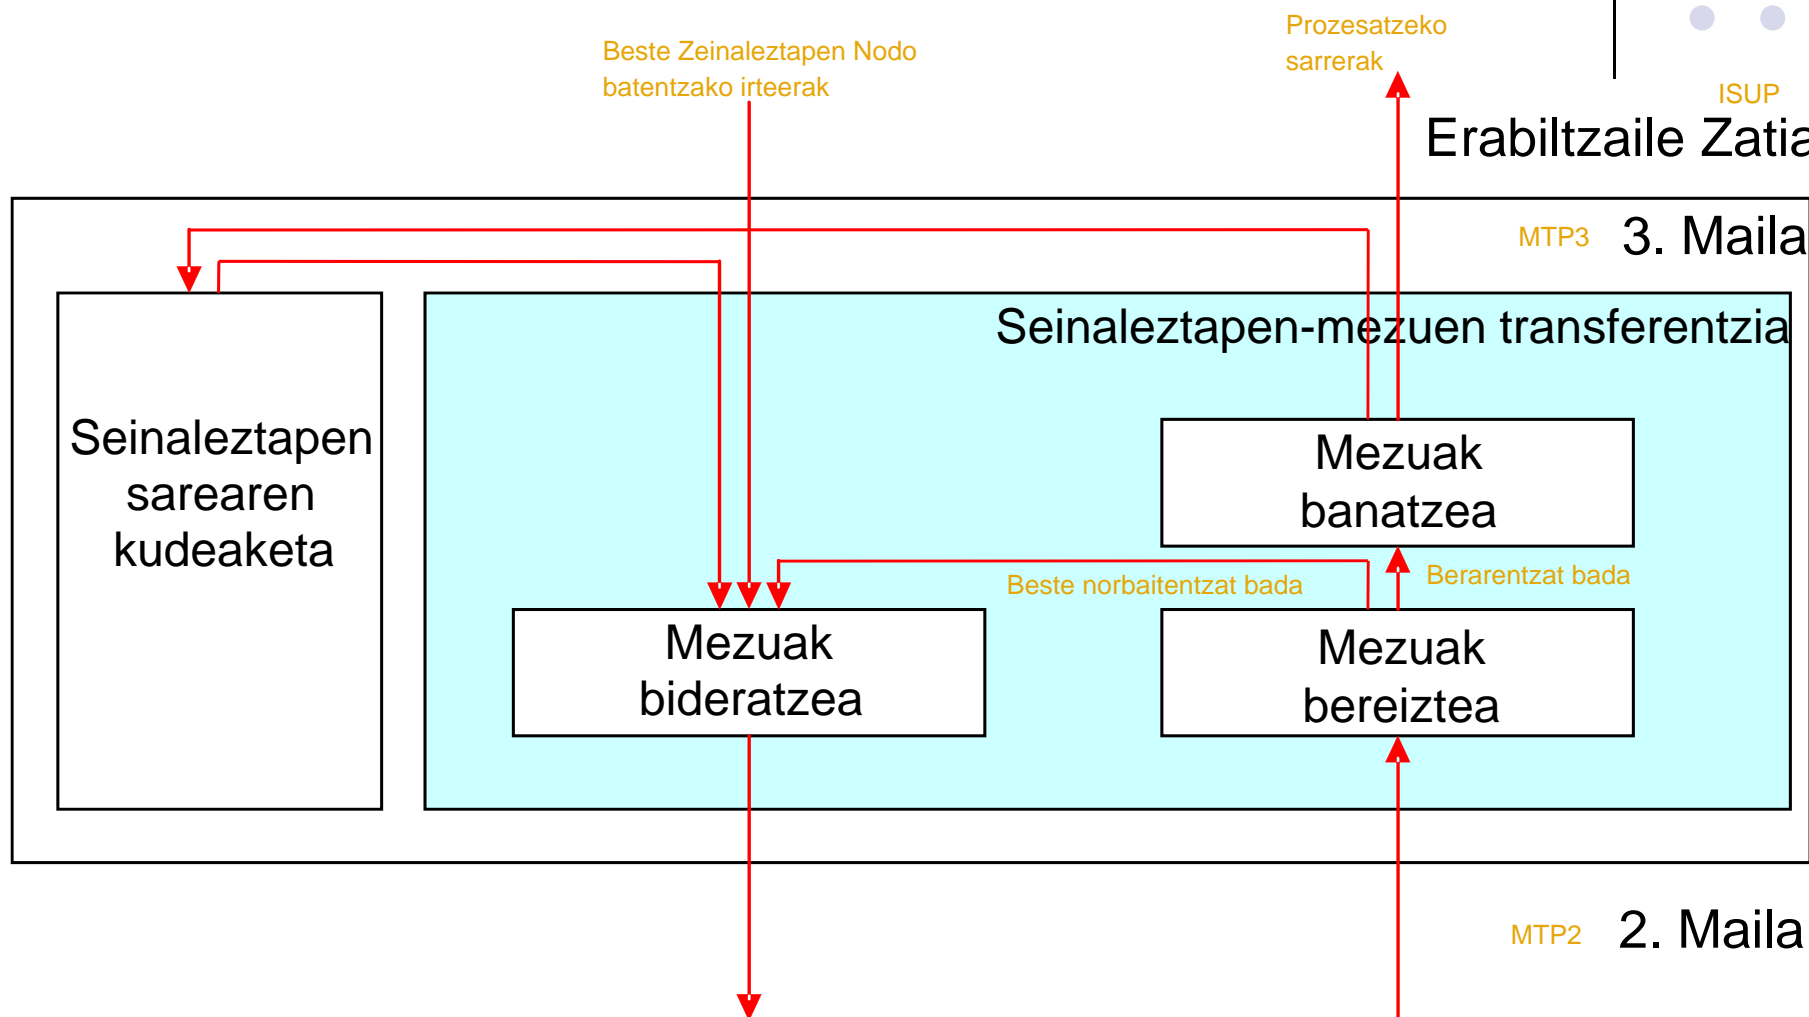 Beste Zeinaleztapen Nodo
batentzako irteerak
Prozesatzeko
sarrerak
ISUP
Erabiltzaile Zatia
MTP3 3. Maila
Seinaleztapen-mezuen transferentzia
Seinaleztapen
sarearen
kudeaketa
Mezuak
banatzea
Beste norbaitentzat bada
Berarentzat bada
Mezuak
bideratzea
Mezuak
bereiztea
MTP2 2. Maila